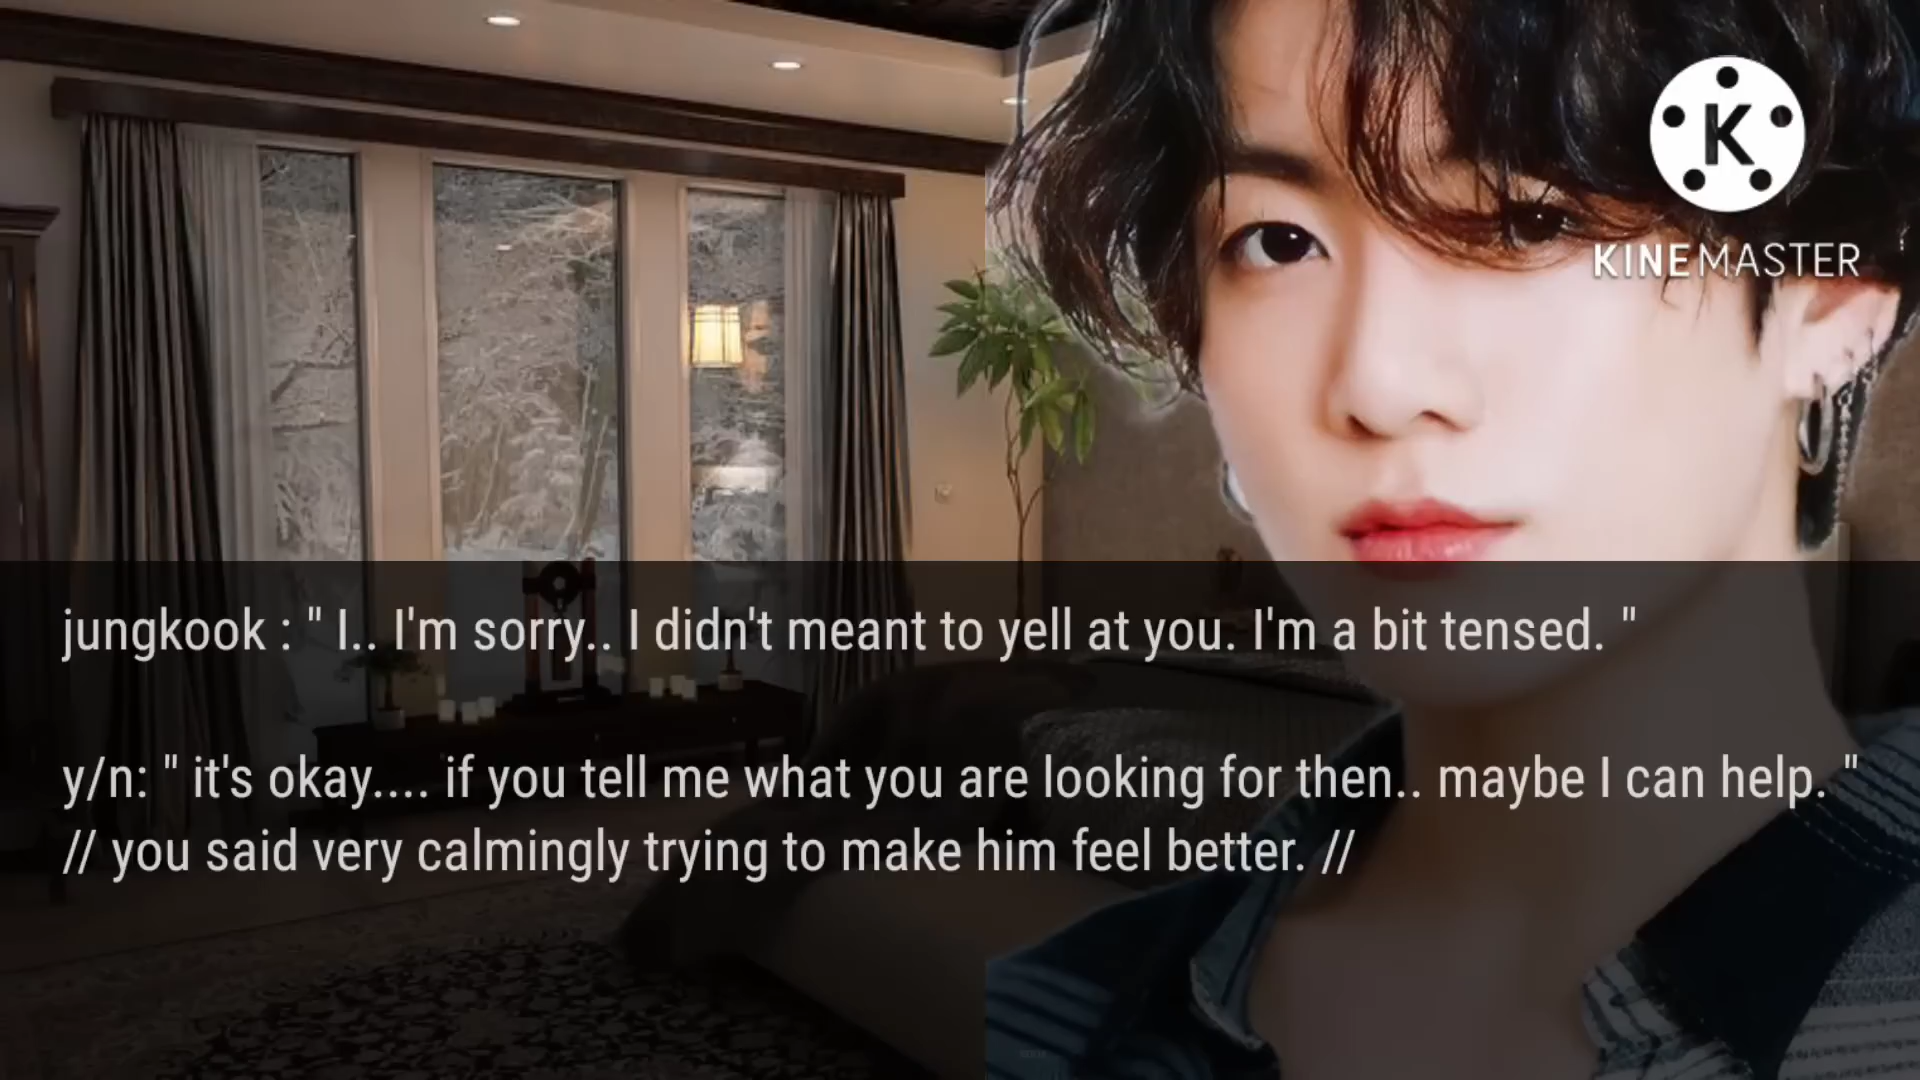 K
KINEMASTER
jungkook : " I.. I'm sorry.. I didn't meant to yell at you. I'm a bit tensed. "
y/n: " it's okay.... if you tell me what you are looking for then.. maybe I can help. "
// you said very calmingly trying to make him feel better. //